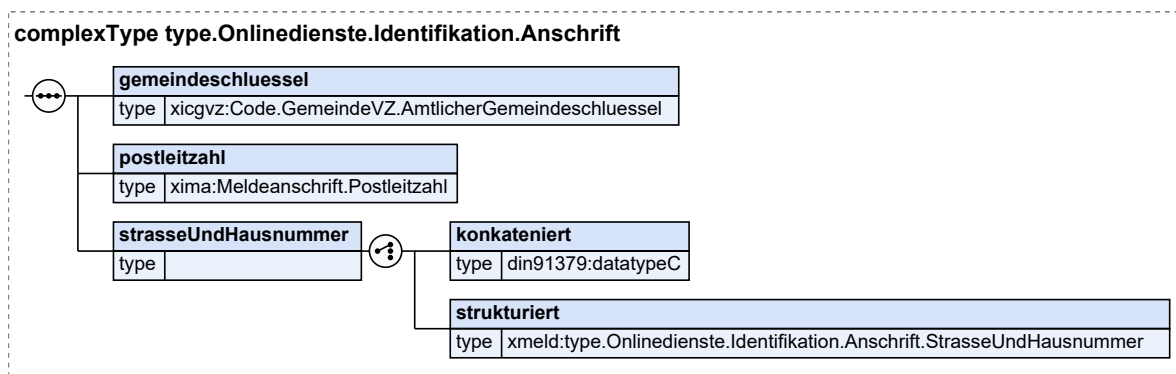 complexType type.Onlinedienste.Identifikation.Anschrift
gemeindeschluessel
type xicgvz:Code.GemeindeVZ.AmtlicherGemeindeschluessel
postleitzahl
type xima:Meldeanschrift.Postleitzahl
strasseUndHausnummer
type
konkateniert
type din91379:datatypeC
strukturiert
type xmeld:type.Onlinedienste.Identifikation.Anschrift.StrasseUndHausnummer